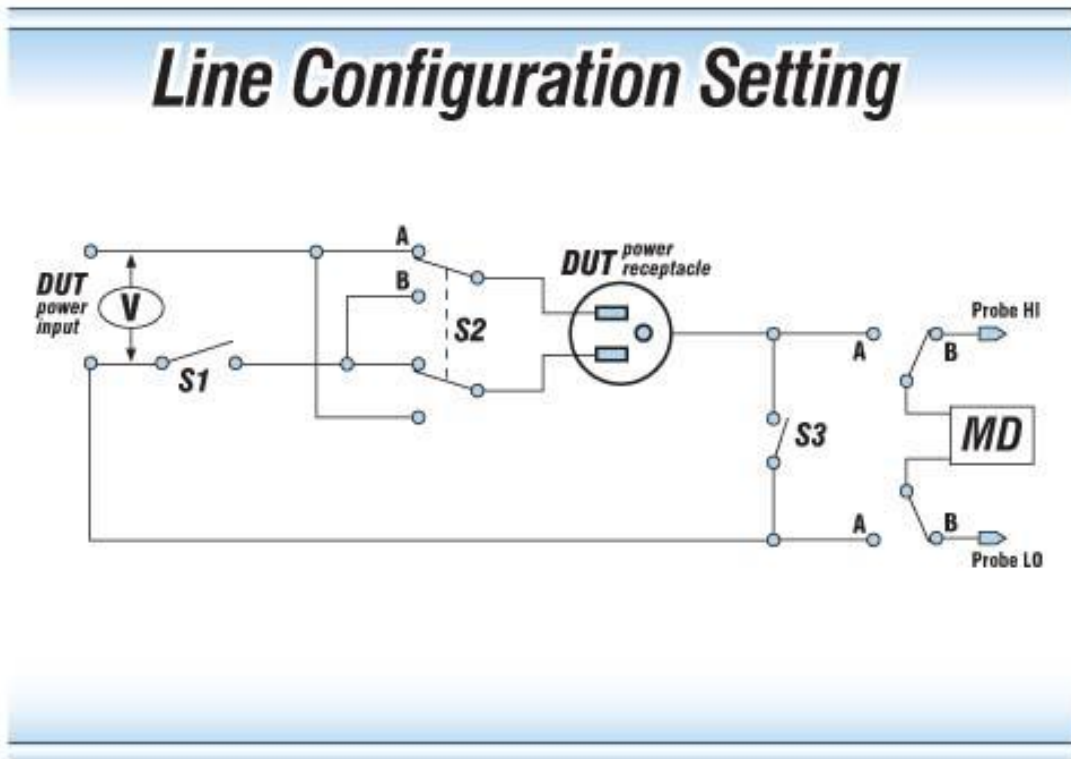 Line Configuration Setting
DUT
power
input
V
S1
A
B
S2
DUT power
receptacle
A
B
Probe HI
S3
MD
A
B
Probe LO